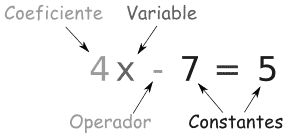 Coeficiente Variable
4x - 7 = 5
Operador Constantes